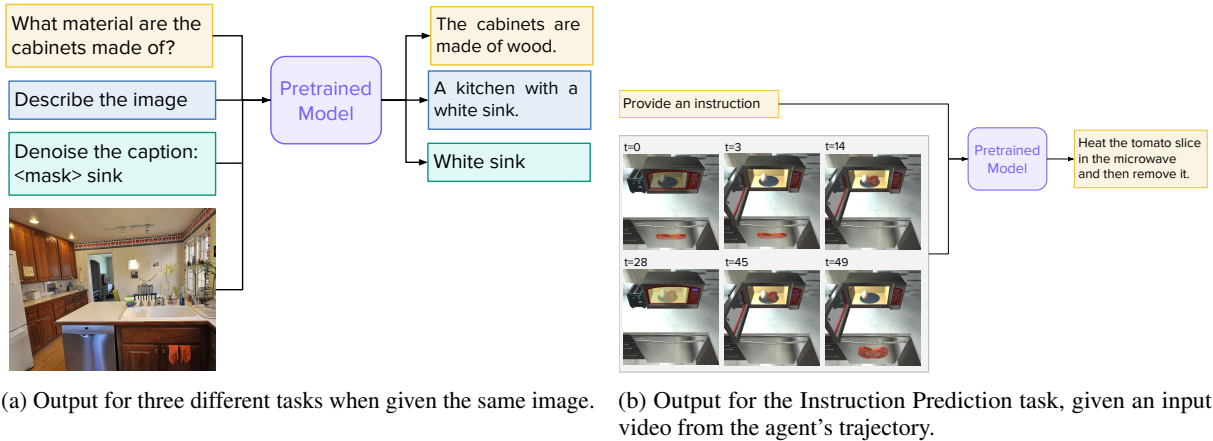 What material are the
cabinets made of?
Describe the image
Denoise the caption:
<mask> sink
Pretrained
Model
The cabinets are
made of wood.
A kitchen with a
white sink.
White sink
(a) Output for three different tasks when given the same image.
Provide an instruction
t=0
t=3
t=14
t=28
t=45
t=49
Pretrained
Model
Heat the tomato slice
in the microwave
and then remove it.
(b) Output for the Instruction Prediction task, given an input
video from the agent's trajectory.